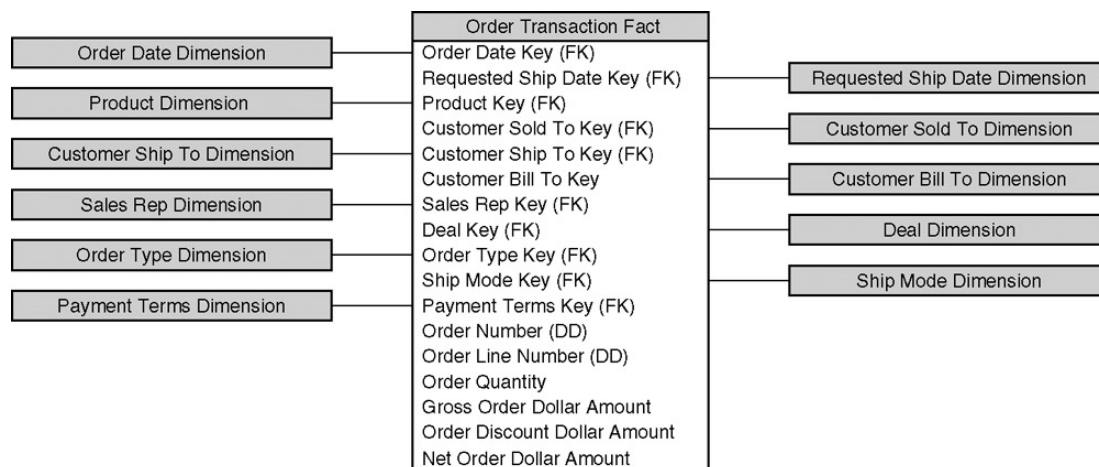 Order Transaction Fact
Order Date Dimension
Order Date Key (FK)
Requested Ship Date Key (FK)
Requested Ship Date Dimension
Product Dimension
Product Key (FK)
Customer Sold To Key (FK)
Customer Sold To Dimension
Customer Ship To Dimension
Customer Ship To Key (FK)
Customer Bill To Key
Customer Bill To Dimension
Sales Rep Dimension
Sales Rep Key (FK)
Deal Key (FK)
Deal Dimension
Order Type Dimension
Order Type Key (FK)
Ship Mode Key (FK)
Ship Mode Dimension
Payment Terms Dimension
Payment Terms Key (FK)
Order Number (DD)
Order Line Number (DD)
Order Quantity
Gross Order Dollar Amount
Order Discount Dollar Amount
Net Order Dollar Amount